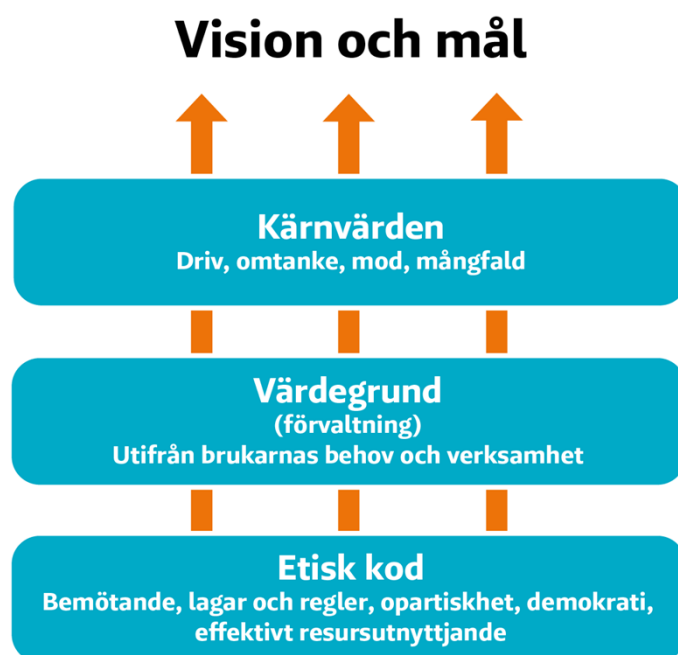 Vision och mål
Kärnvärden
Driv, omtanke, mod, mångfald
Värdegrund
(förvaltning)
Utifrån brukarnas behov och verksamhet
Etisk kod
Bemötande, lagar och regler, opartiskhet, demokrati,
effektivt resursutnyttjande